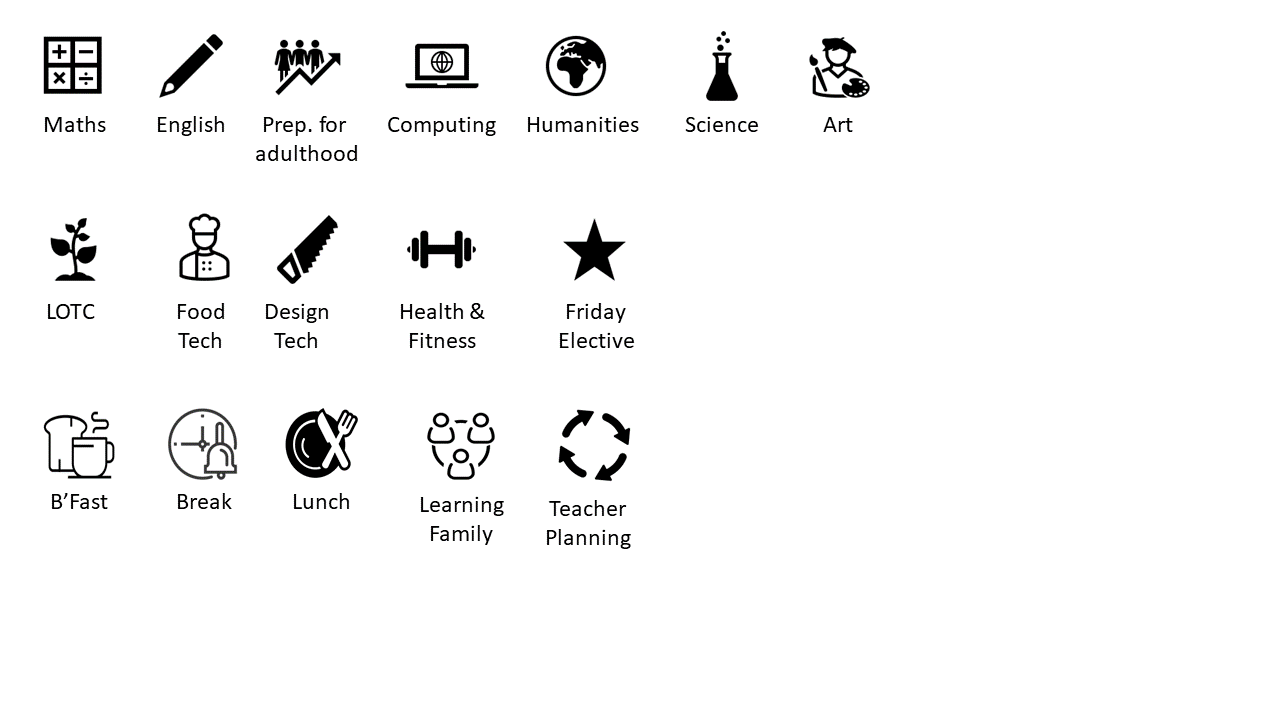 Maths English Prep. for Computing Humanities Science Art
adulthood
LOTC Food Design Health & Friday
Tech Tech Fitness Elective
B’Fast Break Lunch Learning Teacher
Family Planning